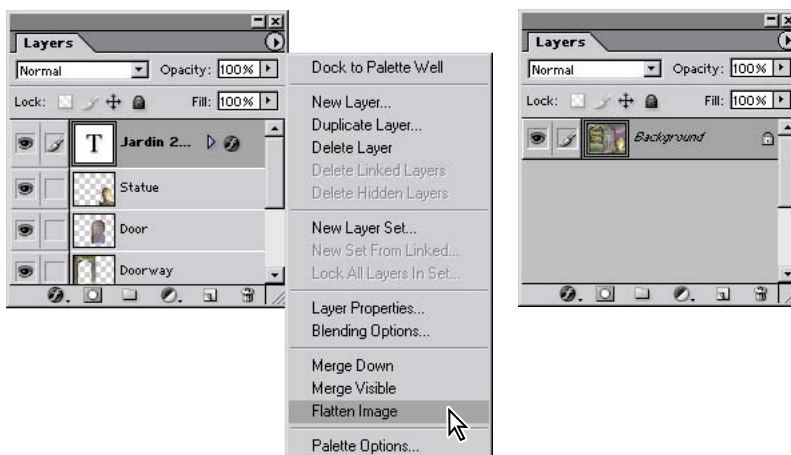 Layers
Normal Opacity: 100%
Lock: Fill: 100%
T Jardin 2...
Statue
Door
Doorway
Dock to Palette Well
New Layer...
Duplicate Layer...
Delete Layer
Delete Linked Layers
Delete Hidden Layers
New Layer Set...
New Set From Linked...
Lock All Layers In Set...
Layer Properties...
Blending Options...
Merge Down
Merge Visible
Flatten Image
Palette Options...
Layers
Normal Opacity: 100%
Lock: Fill: 100%
Background